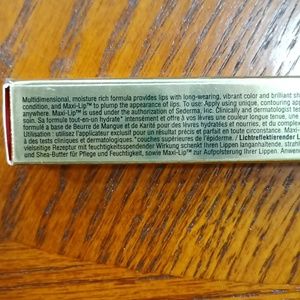 Multidimensional, moisture rich formula provides lips with long-wearing, vibrant color and brilliant sh
condition, and Maxi-Lip™ to plump the appearance of lips. To use: Apply using unique, contouring ap
anywhere. Maxi-Lip™ is used under the authorization of Sederma, Inc. Clinically and dermatologist te
soin. Sa formule tout-en-un hydrate* intensément et offre à vos lèvres une couleur longue tenue, une
formulé à base de Beurre de Mangue et de Karité pour des lèvres hydratées et nourries, et du comple
Utilisation : utilisez l'applicateur exclusif pour un résultat précis et parfait en toute circonstance. Maxi-
à des tests cliniques et dermatologiques. *couches supérieures de l'épiderme. / Lichtreflektierender L
vielseitige Rezeptur mit feuchtigkeitsspendender Wirkung schenkt Ihren Lippen langanhaltende, strahl
und Shea-Butter für Pflege und Feuchtigkeit, sowie Maxi-Lip™ zur Aufpolsterung Ihrer Lippen. Anwend